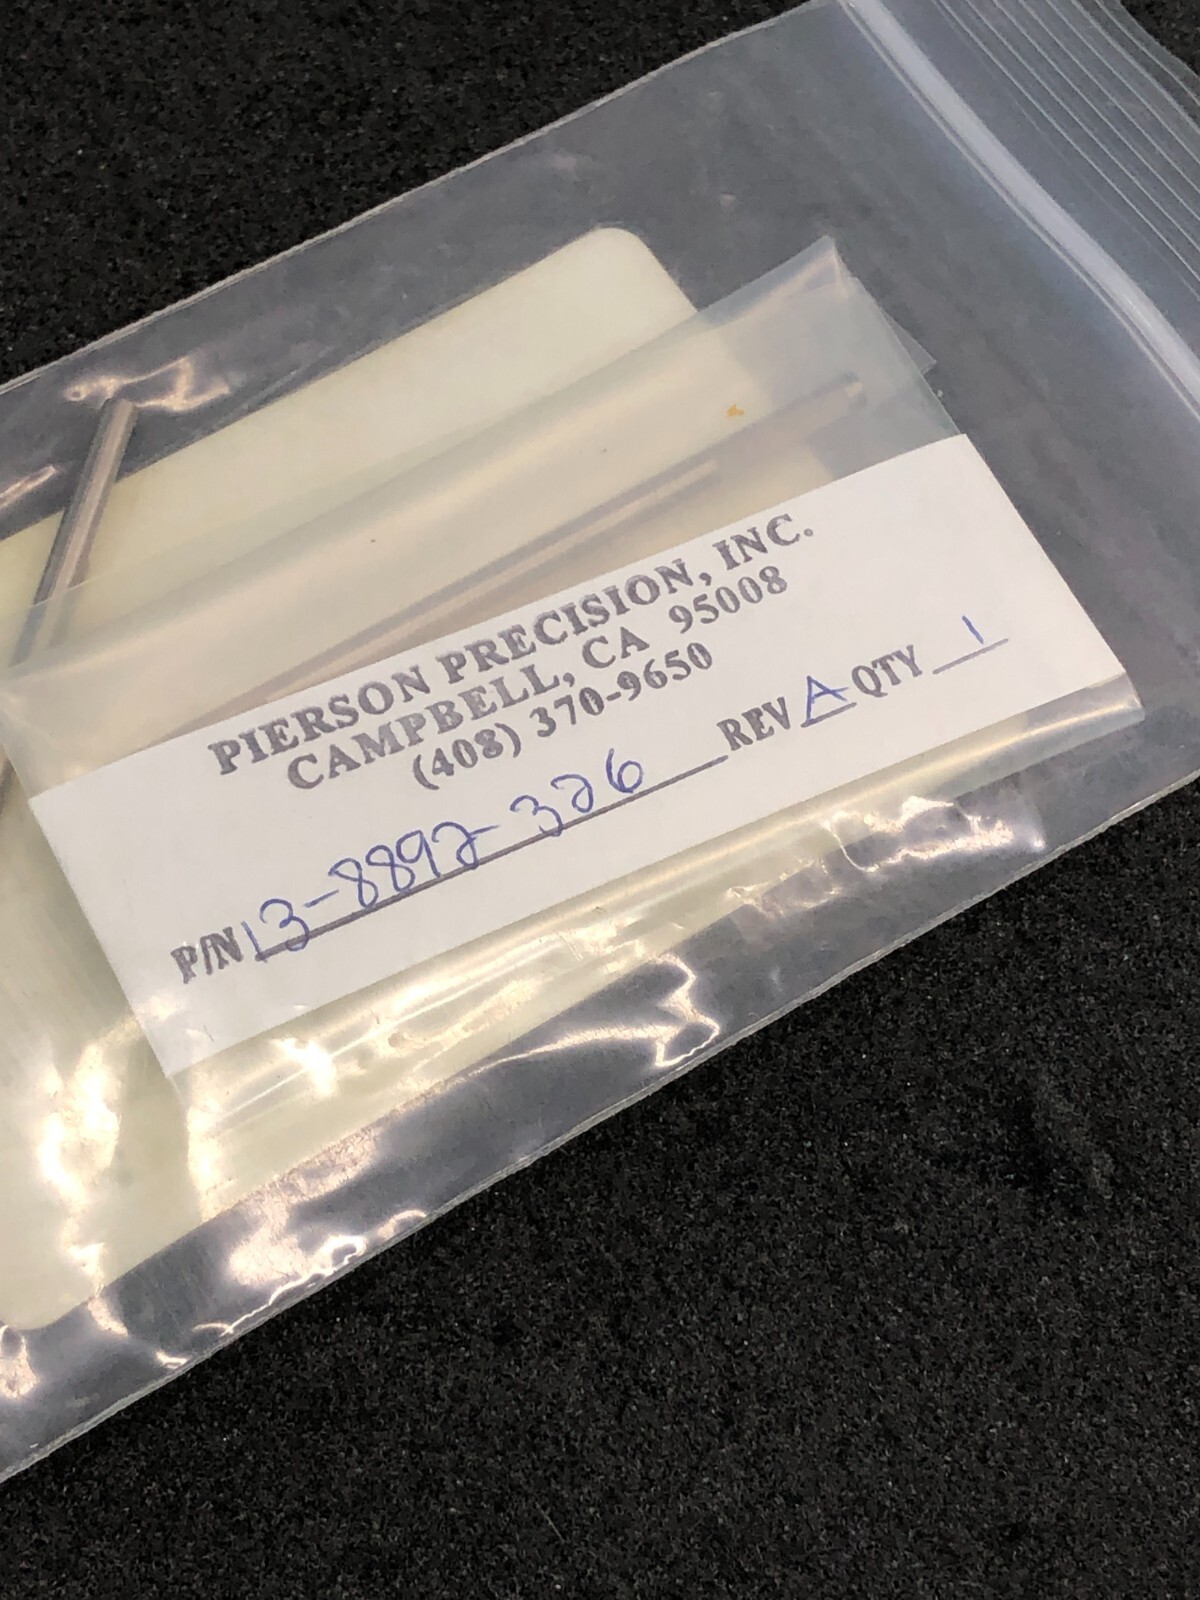 PIERSON PRECISION, INC.
CAMPBELL, CA 95008
(408) 370-9650
P/N 13-8892-326 REV A QTY 1